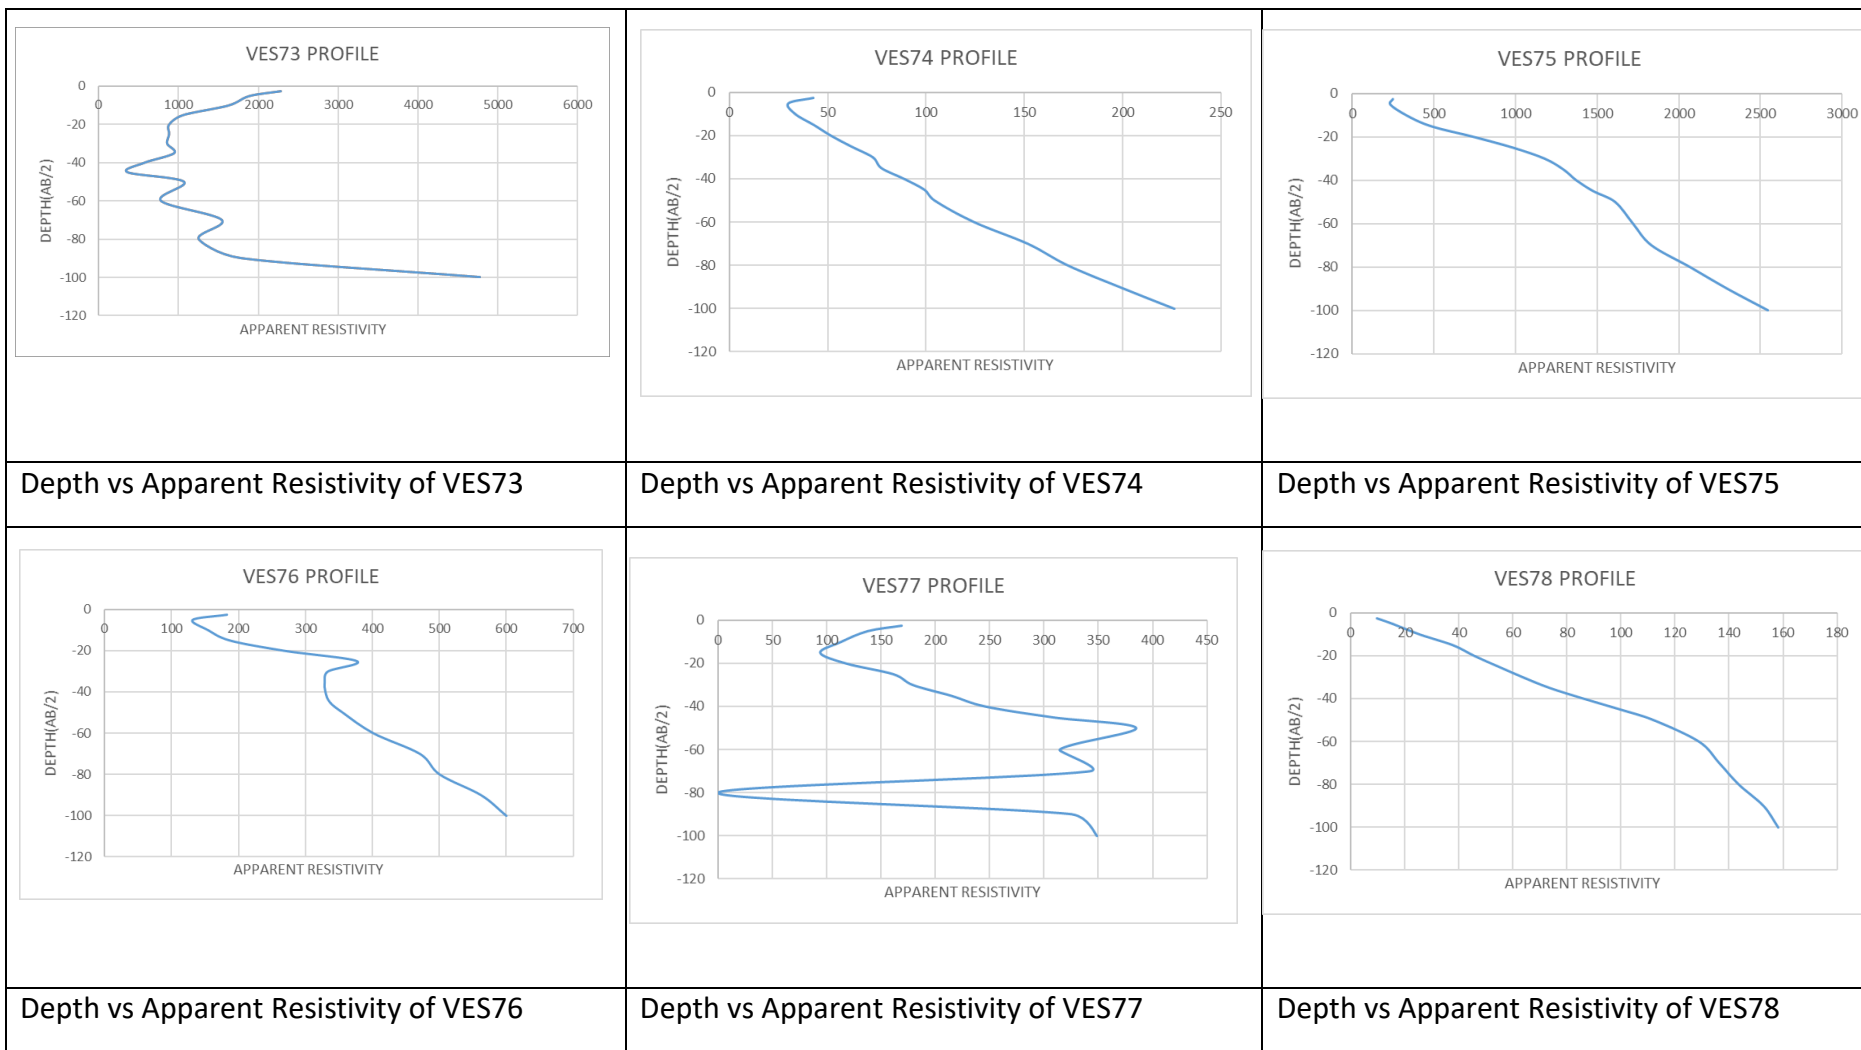 VES73 PROFILE
0
0 1000 2000 3000 4000 5000 6000
-20
-40
-60
-80
-100
-120
DEPTH(AB/2)
APPARENT RESISTIVITY
VES74 PROFILE
0
0 50 100 150 200 250
-20
-40
-60
-80
-100
-120
DEPTH(AB/2)
APPARENT RESISTIVITY
VES75 PROFILE
0
0 500 1000 1500 2000 2500 3000
-20
-40
-60
-80
-100
-120
DEPTH(AB/2)
APPARENT RESISTIVITY
Depth vs Apparent Resistivity of VES73
Depth vs Apparent Resistivity of VES74
Depth vs Apparent Resistivity of VES75
VES76 PROFILE
0
0 100 200 300 400 500 600 700
-20
-40
-60
-80
-100
-120
DEPTH(AB/2)
APPARENT RESISTIVITY
VES77 PROFILE
0
0 50 100 150 200 250 300 350 400 450
-20
-40
-60
-80
-100
-120
DEPTH(AB/2)
APPARENT RESISTIVITY
VES78 PROFILE
0
0 20 40 60 80 100 120 140 160 180
-20
-40
-60
-80
-100
-120
DEPTH(AB/2)
APPARENT RESISTIVITY
Depth vs Apparent Resistivity of VES76
Depth vs Apparent Resistivity of VES77
Depth vs Apparent Resistivity of VES78